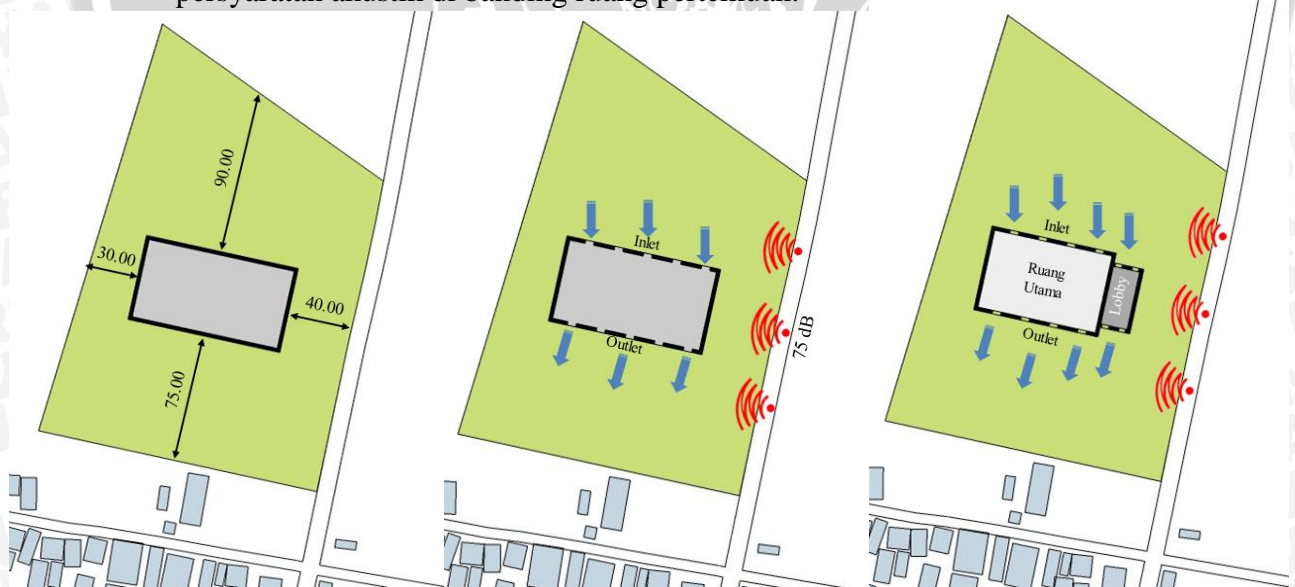 persyaratan akustik di banding ruang pertemuan.
90.00
30.00
40.00
75.00
Inlet
Outlet
75 dB
Inlet
Ruang
Utama
Lobby
Outlet